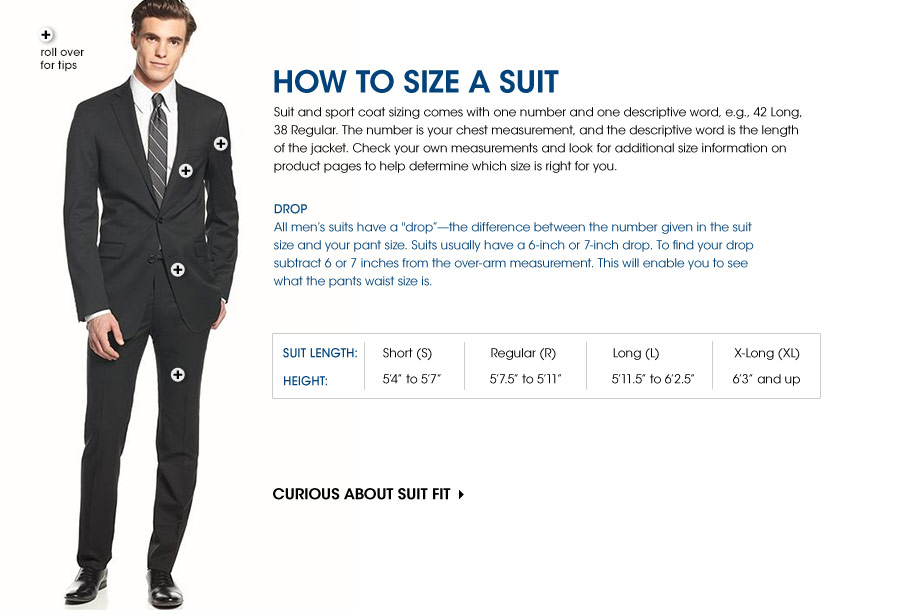 roll over
for tips
HOW TO SIZE A SUIT
Suit and sport coat sizing comes with one number and one descriptive word, e.g., 42 Long,
38 Regular. The number is your chest measurement, and the descriptive word is the length
of the jacket. Check your own measurements and look for additional size information on
product pages to help determine which size is right for you.
DROP
All men's suits have a "drop"—the difference between the number given in the suit
size and your pant size. Suits usually have a 6-inch or 7-inch drop. To find your drop
subtract 6 or 7 inches from the over-arm measurement. This will enable you to see
what the pants waist size is.
SUIT LENGTH: Short (S) Regular (R) Long (L) X-Long (XL)
HEIGHT: 5'4" to 5'7" 5'7.5" to 5'11" 5'11.5" to 6'2.5" 6'3" and up
CURIOUS ABOUT SUIT FIT